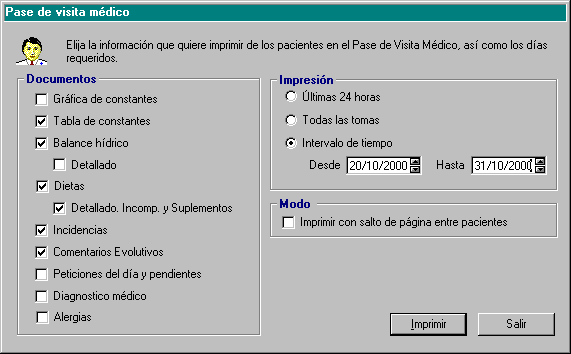 Pase de visita médico
Elija la información que quiere imprimir de los pacientes en el Pase de Visita Médico, así como los días
requeridos.
Documentos
Gráfica de constantes
Tabla de constantes
Balance hídrico
Detallado
Dietas
Detallado. Incomp. y Suplementos
Incidencias
Comentarios Evolutivos
Peticiones del día y pendientes
Diagnostico médico
Alergias
Impresión
Últimas 24 horas
Todas las tomas
Intervalo de tiempo
Desde 20/10/2000 Hasta 31/10/2000
Modo
Imprimir con salto de página entre pacientes
Imprimir Salir